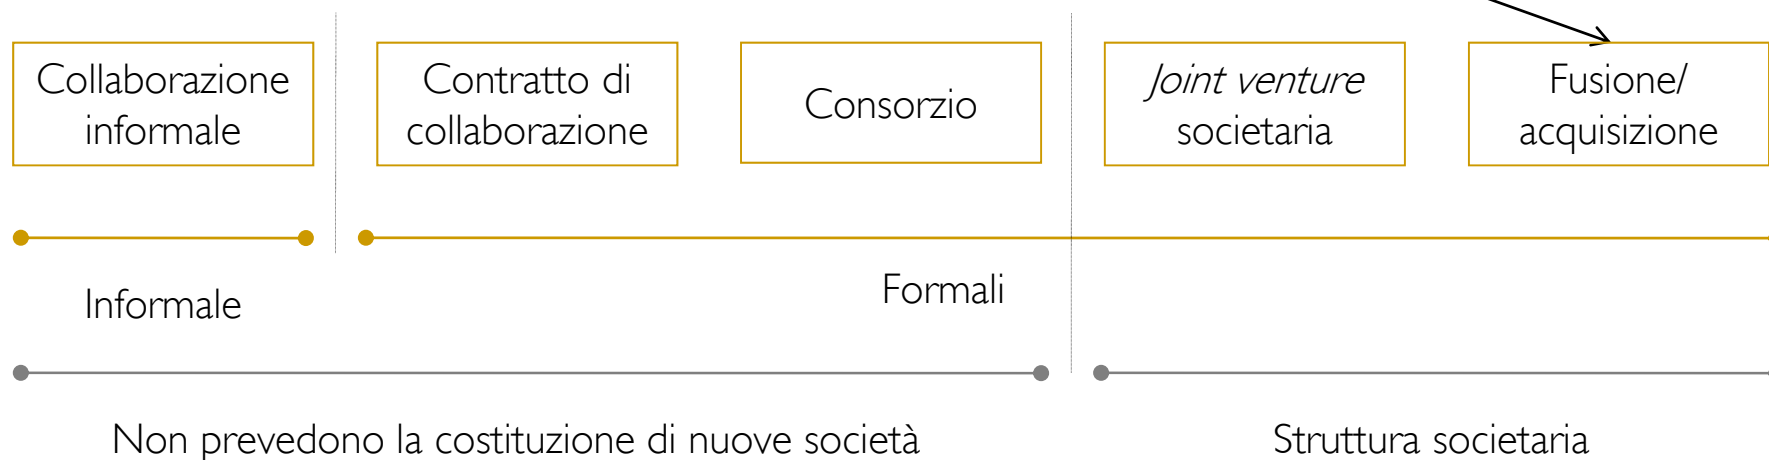 Collaborazione
informale
Contratto di
collaborazione
Consorzio
Joint venture
societaria
Fusione/
acquisizione
Informale
Formali
Non prevedono la costituzione di nuove società
Struttura societaria